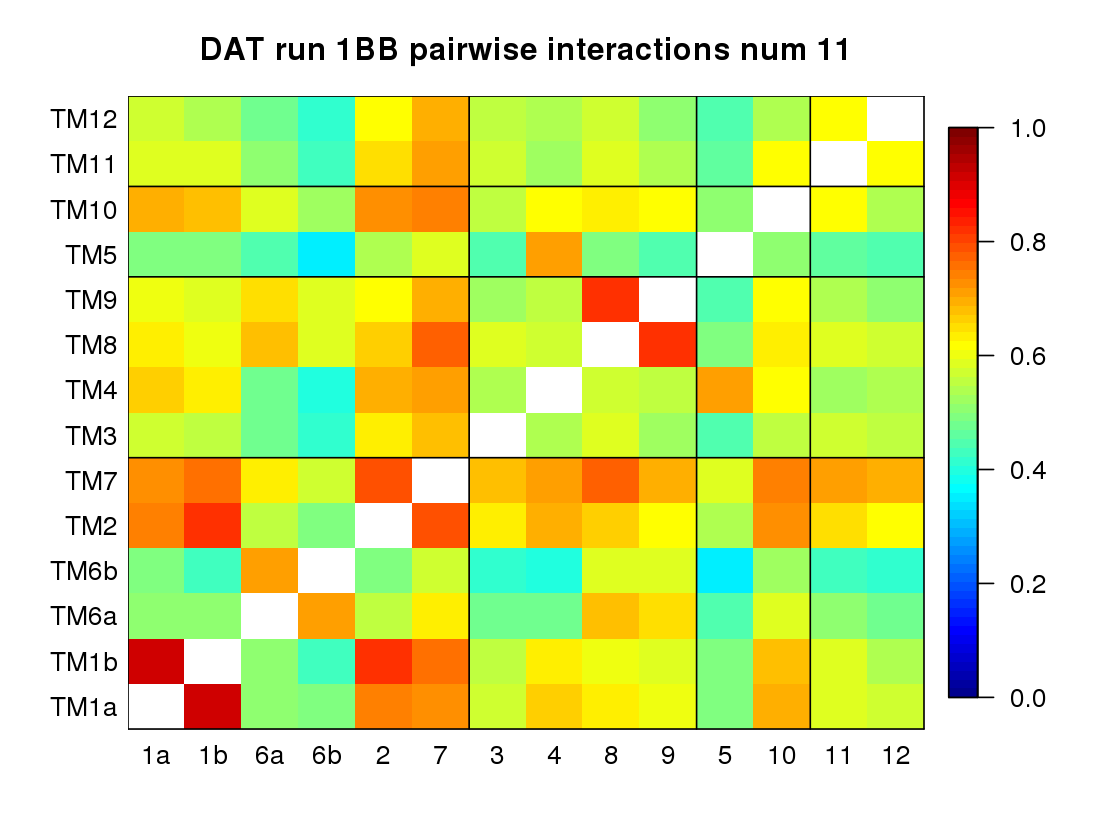 DAT run 1BB pairwise interactions num 11
TM12
TM11
TM10
TM5
TM9
TM8
TM4
TM3
TM7
TM2
TM6b
TM6a
TM1b
TM1a
1a 1b 6a 6b 2 7 3 4 8 9 5 10 11 12
1.0
0.8
0.6
0.4
0.2
0.0